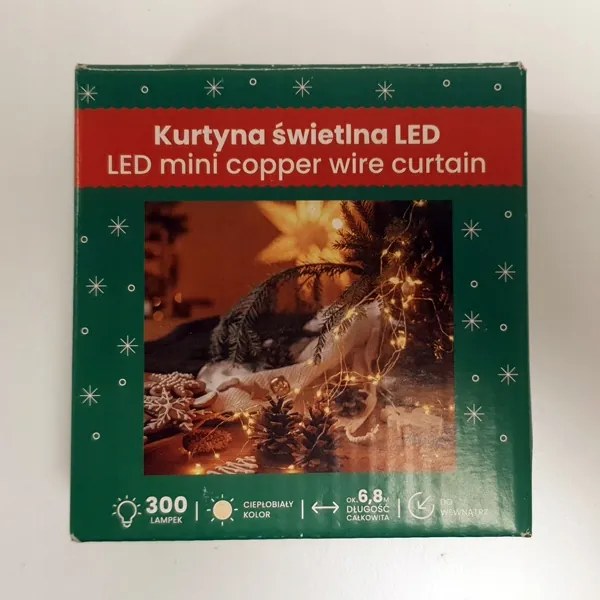 Kurtyna świetlna LED
LED mini copper wire curtain
300
LAMPEK
CIEPŁOBIAŁY
KOLOR
OK. 6,8 M
DŁUGOŚĆ
CAŁKOWITA
DO
WEWNĄTRZ